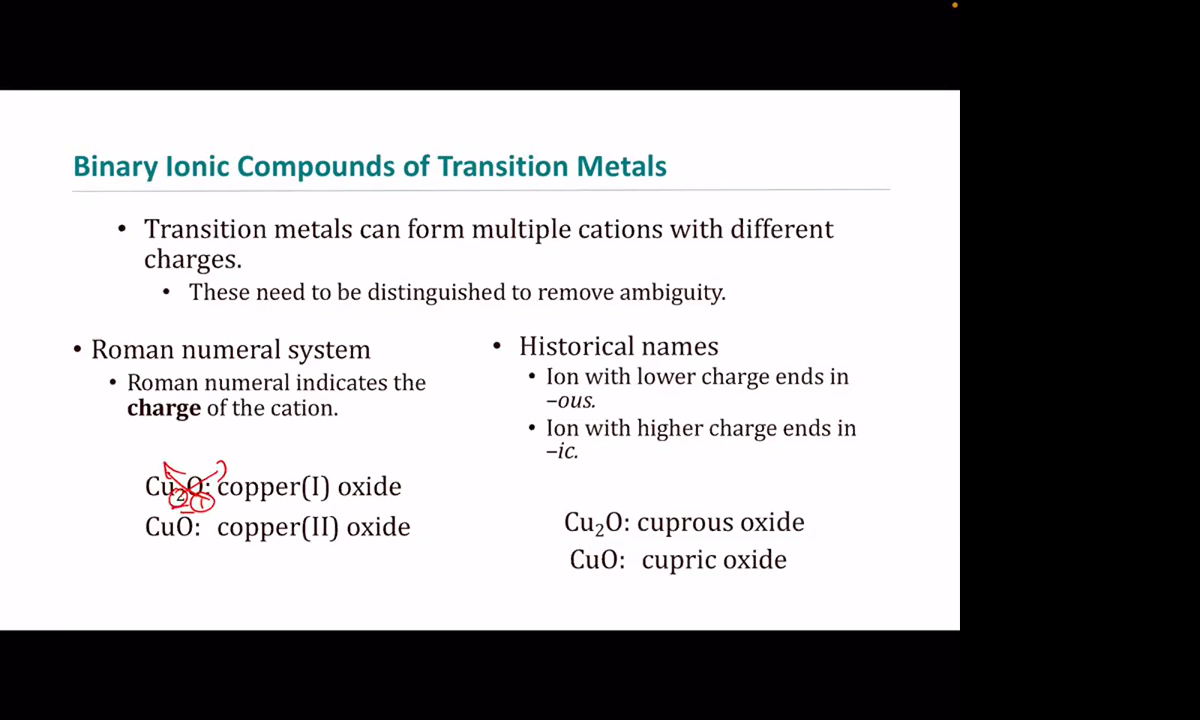 Binary Ionic Compounds of Transition Metals
• Transition metals can form multiple cations with different
charges.
• These need to be distinguished to remove ambiguity.
• Roman numeral system
• Roman numeral indicates the
charge of the cation.
Cu₂O: copper(I) oxide
2 1
CuO: copper(II) oxide
• Historical names
• Ion with lower charge ends in
–ous.
• Ion with higher charge ends in
–ic.
Cu₂O: cuprous oxide
CuO: cupric oxide